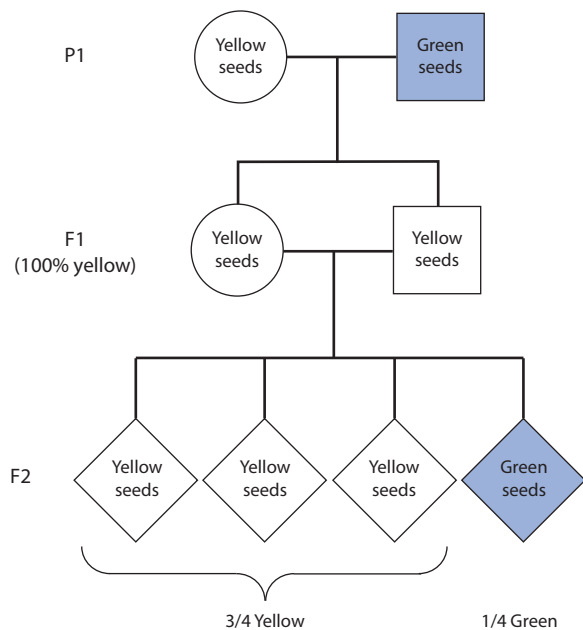 P1
Yellow
seeds
Green
seeds
F1
(100% yellow)
Yellow
seeds
Yellow
seeds
F2
Yellow
seeds
Yellow
seeds
Yellow
seeds
Green
seeds
3/4 Yellow
1/4 Green